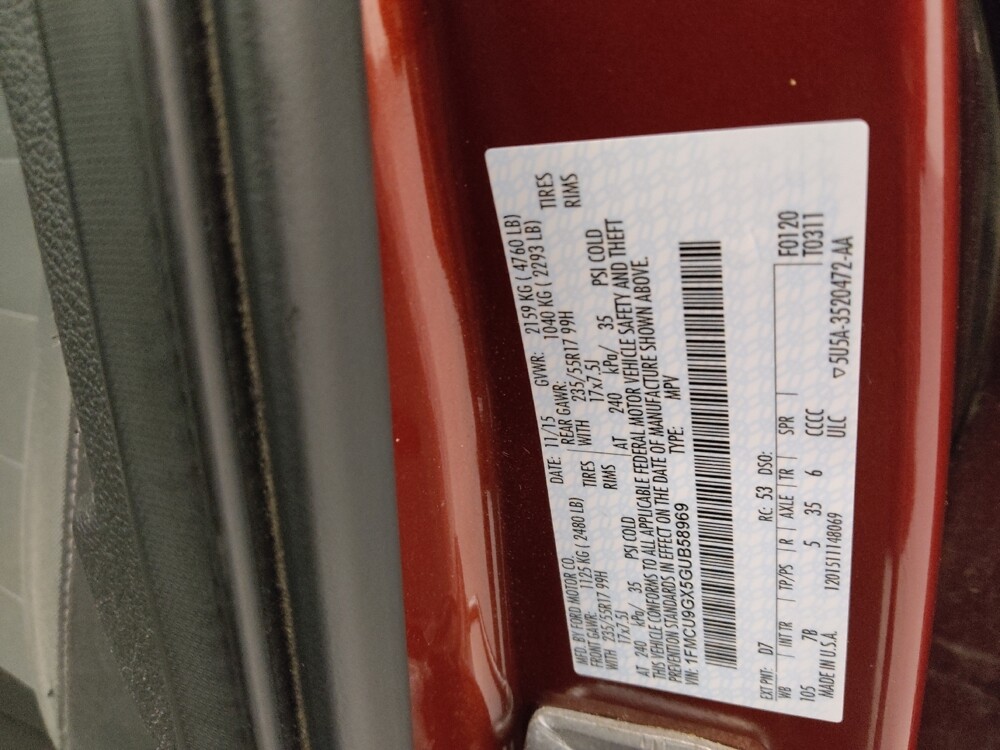 MFD. BY FORD MOTOR CO.
DATE: 11/15 GVWR: 2159 KG ( 4760 LB)
FRONT GAWR: 1125 KG ( 2480 LB) REAR GAWR: 1040 KG ( 2293 LB)
WITH 235/55R17 99H TIRES WITH 235/55R17 99H TIRES
17x7.5J RIMS 17x7.5J RIMS
AT 240 kPa/ 35 PSI COLD AT 240 kPa/ 35 PSI COLD
THIS VEHICLE CONFORMS TO ALL APPLICABLE FEDERAL MOTOR VEHICLE SAFETY AND THEFT
PREVENTION STANDARDS IN EFFECT ON THE DATE OF MANUFACTURE SHOWN ABOVE.
VIN: 1FMCU9GX5GUB58969 TYPE: MPV
EXT PNT: D7 RC: 53 DSO: F0120
WB INT TR TP/PS R AXLE TR SPR T0311
105 7B 5 35 6 CCCC
MADE IN U.S.A. 12015111148069 UIC ▽5U5A-3520472-AA